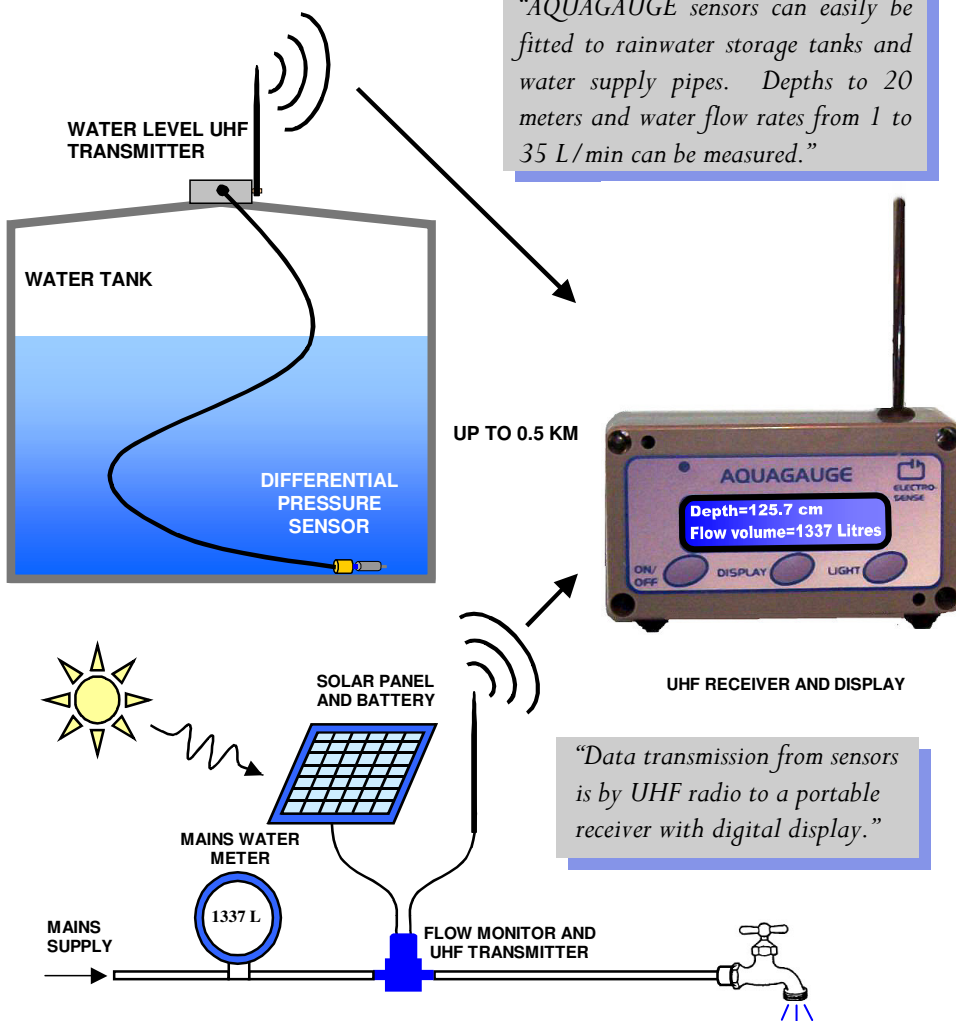 "AQUAGAUGE sensors can easily be
fitted to rainwater storage tanks and
water supply pipes. Depths to 20
meters and water flow rates from 1 to
35 L/min can be measured."
WATER LEVEL UHF
TRANSMITTER
WATER TANK
UP TO 0.5 KM
DIFFERENTIAL
PRESSURE
SENSOR
AQUAGAUGE
ELECTRO-
SENSE
Depth=125.7 cm
Flow volume=1337 Litres
ON/
OFF
DISPLAY
LIGHT
UHF RECEIVER AND DISPLAY
SOLAR PANEL
AND BATTERY
"Data transmission from sensors
is by UHF radio to a portable
receiver with digital display."
MAINS WATER
METER
1337 L
MAINS
SUPPLY
FLOW MONITOR AND
UHF TRANSMITTER